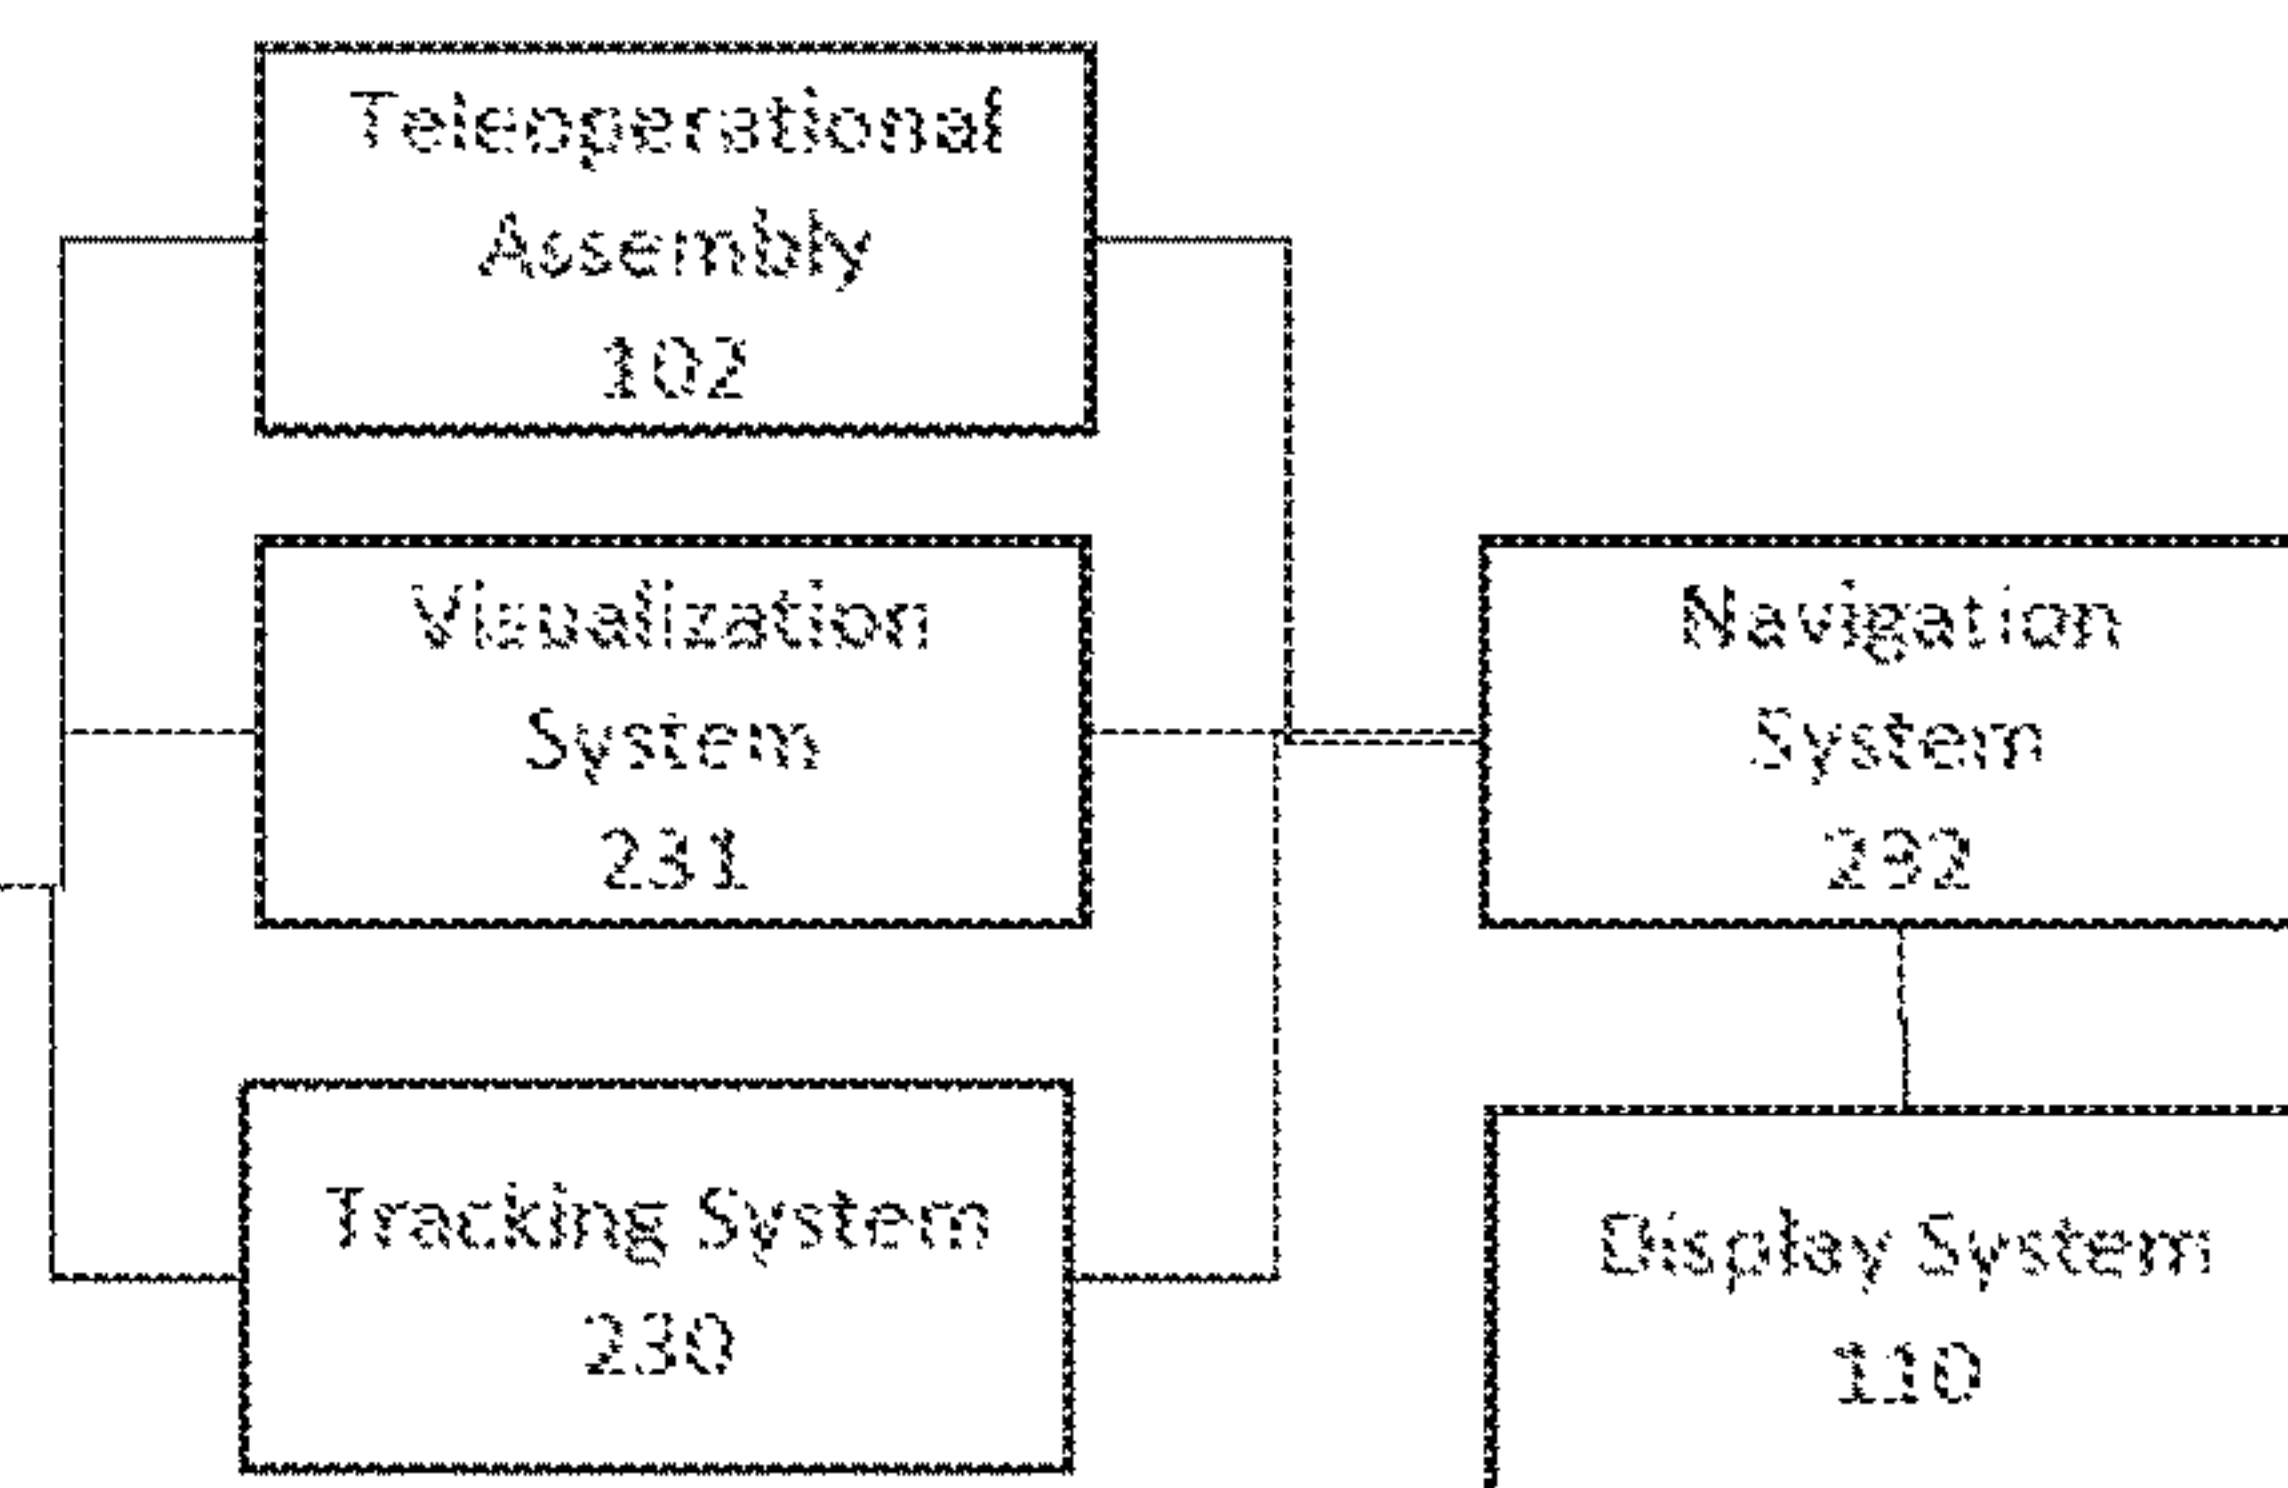 Teleoperational
Assembly
102
Visualization
System
231
Navigation
System
232
Tracking System
230
Display System
110